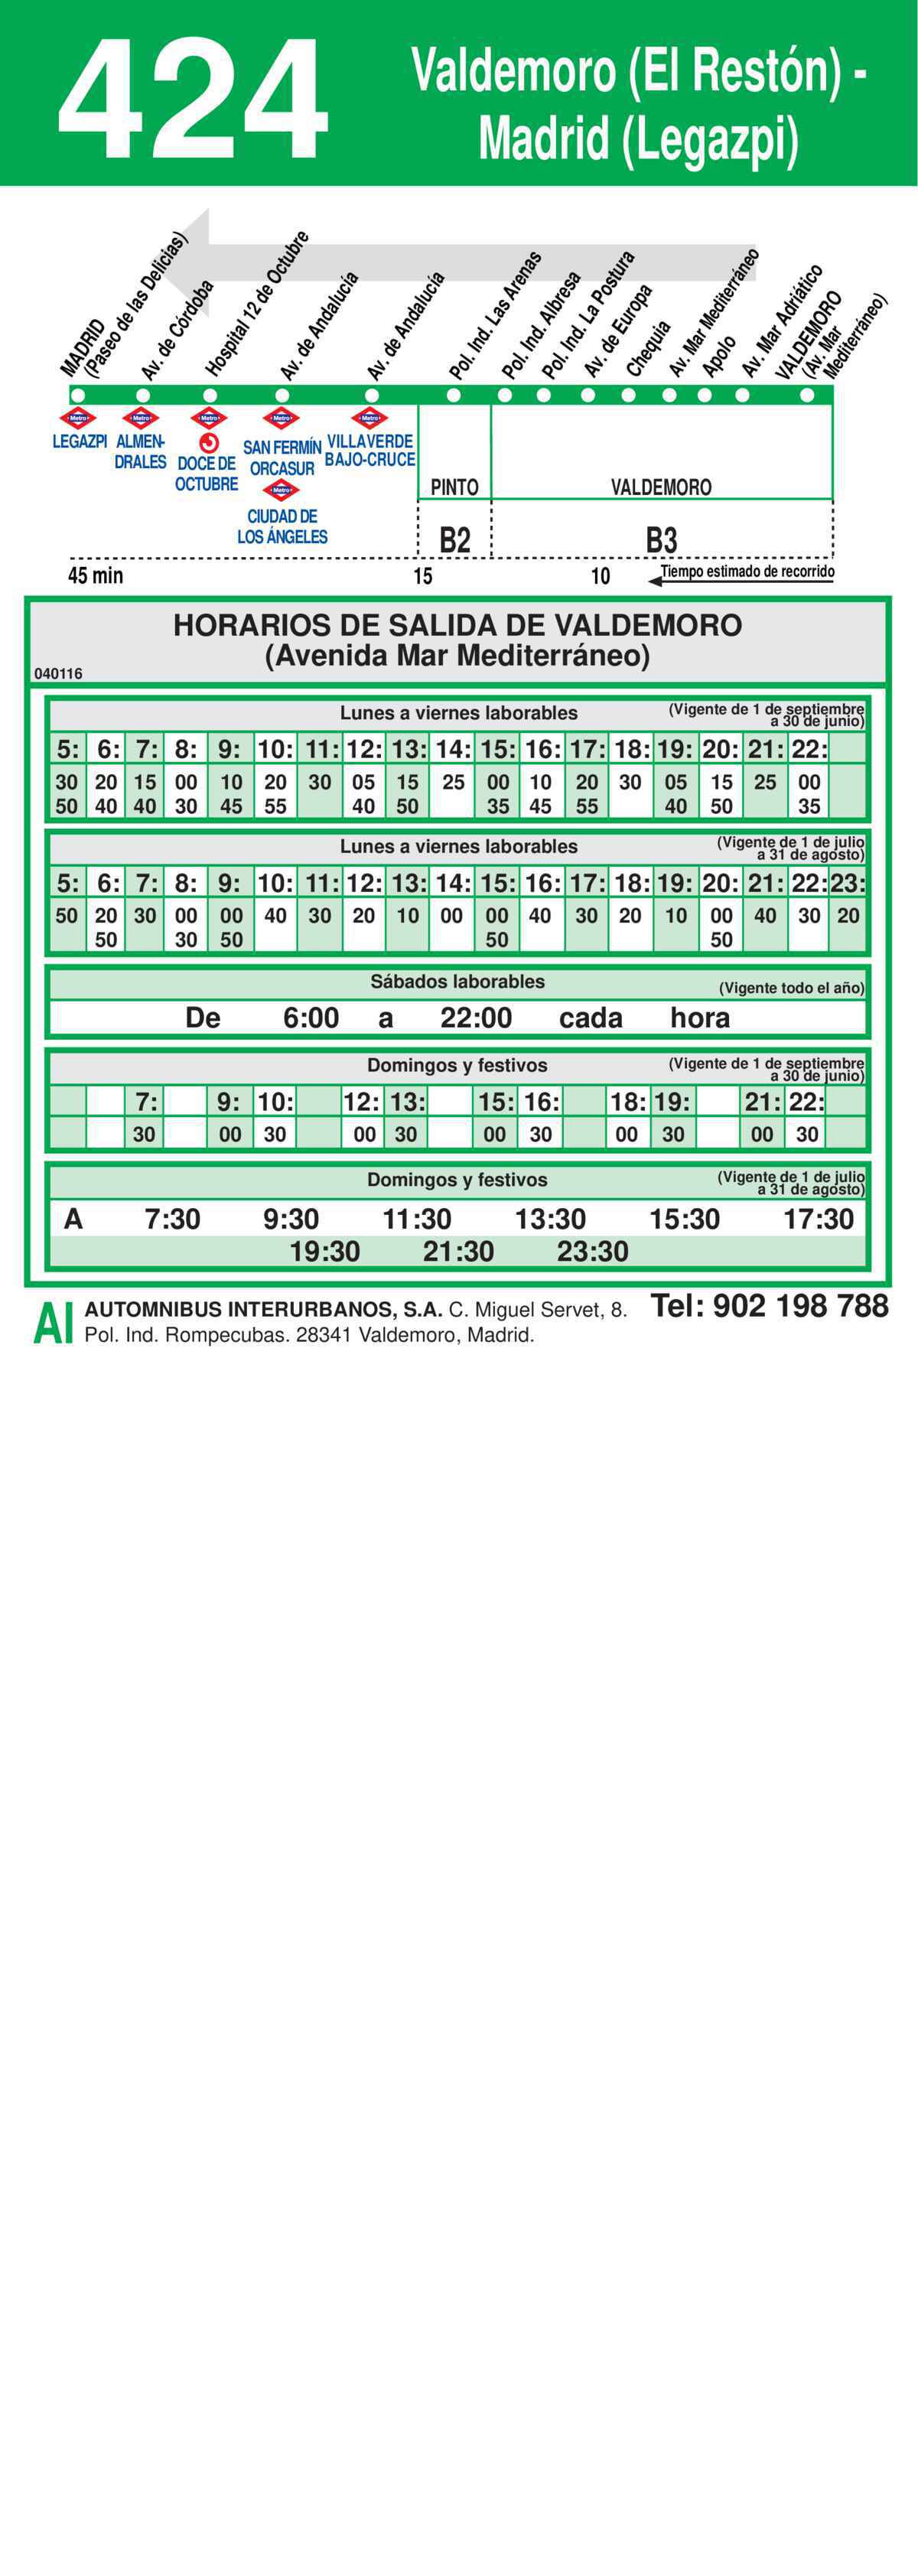 424
Valdemoro (El Restón) -
Madrid (Legazpi)
MADRID
(Paseo de las Delicias)
Av. de Córdoba
Hospital 12 de Octubre
Av. de Andalucía
Av. de Andalucía
Pol. Ind. Las Arenas
Pol. Ind. Albresa
Pol. Ind. La Postura
Av. de Europa
Chequia
Av. Mar Mediterráneo
Apolo
Av. Mar Adriático
VALDEMORO
(Av. Mar
Mediterráneo)
Metro Metro Metro Metro Metro
LEGAZPI
ALMEN-
DRALES
DOCE DE
OCTUBRE
SAN FERMÍN
ORCASUR
Metro
CIUDAD DE
LOS ÁNGELES
VILLAVERDE
BAJO-CRUCE
PINTO VALDEMORO
B2 B3
45 min 15 10 Tiempo estimado de recorrido
HORARIOS DE SALIDA DE VALDEMORO
(Avenida Mar Mediterráneo)
040116
Lunes a viernes laborables (Vigente de 1 de septiembre
a 30 de junio)
5: 6: 7: 8: 9: 10: 11: 12: 13: 14: 15: 16: 17: 18: 19: 20: 21: 22:
30 20 15 00 10 20 30 05 15 25 00 10 20 30 05 15 25 00
50 40 40 30 45 55 40 50 35 45 55 40 50 35
Lunes a viernes laborables (Vigente de 1 de julio
a 31 de agosto)
5: 6: 7: 8: 9: 10: 11: 12: 13: 14: 15: 16: 17: 18: 19: 20: 21: 22: 23:
50 20 30 00 00 40 30 20 10 00 00 40 30 20 10 00 40 30 20
50 30 50 50 50
Sábados laborables (Vigente todo el año)
De 6:00 a 22:00 cada hora
Domingos y festivos (Vigente de 1 de septiembre
a 30 de junio)
7: 9: 10: 12: 13: 15: 16: 18: 19: 21: 22:
30 00 30 00 30 00 30 00 30 00 30
Domingos y festivos (Vigente de 1 de julio
a 31 de agosto)
A 7:30 9:30 11:30 13:30 15:30 17:30
19:30 21:30 23:30
AI AUTOMNIBUS INTERURBANOS, S.A. C. Miguel Servet, 8. Tel: 902 198 788
Pol. Ind. Rompecubas. 28341 Valdemoro, Madrid.